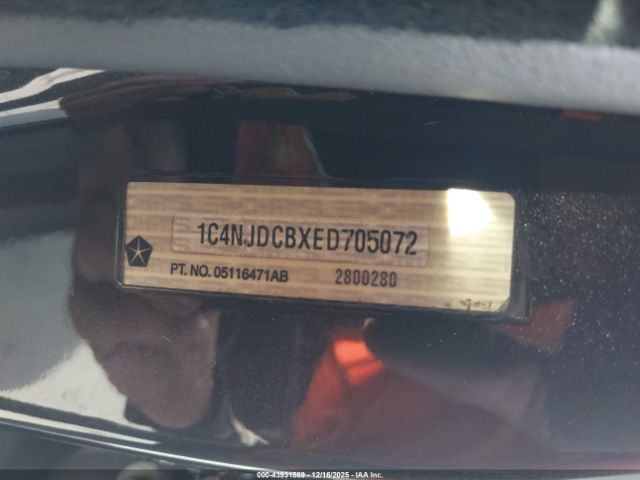 1C4NJDCBXED705072
PT. NO. 05116471AB 2800280
000-43931589 - 12/16/2025 - IAA Inc.